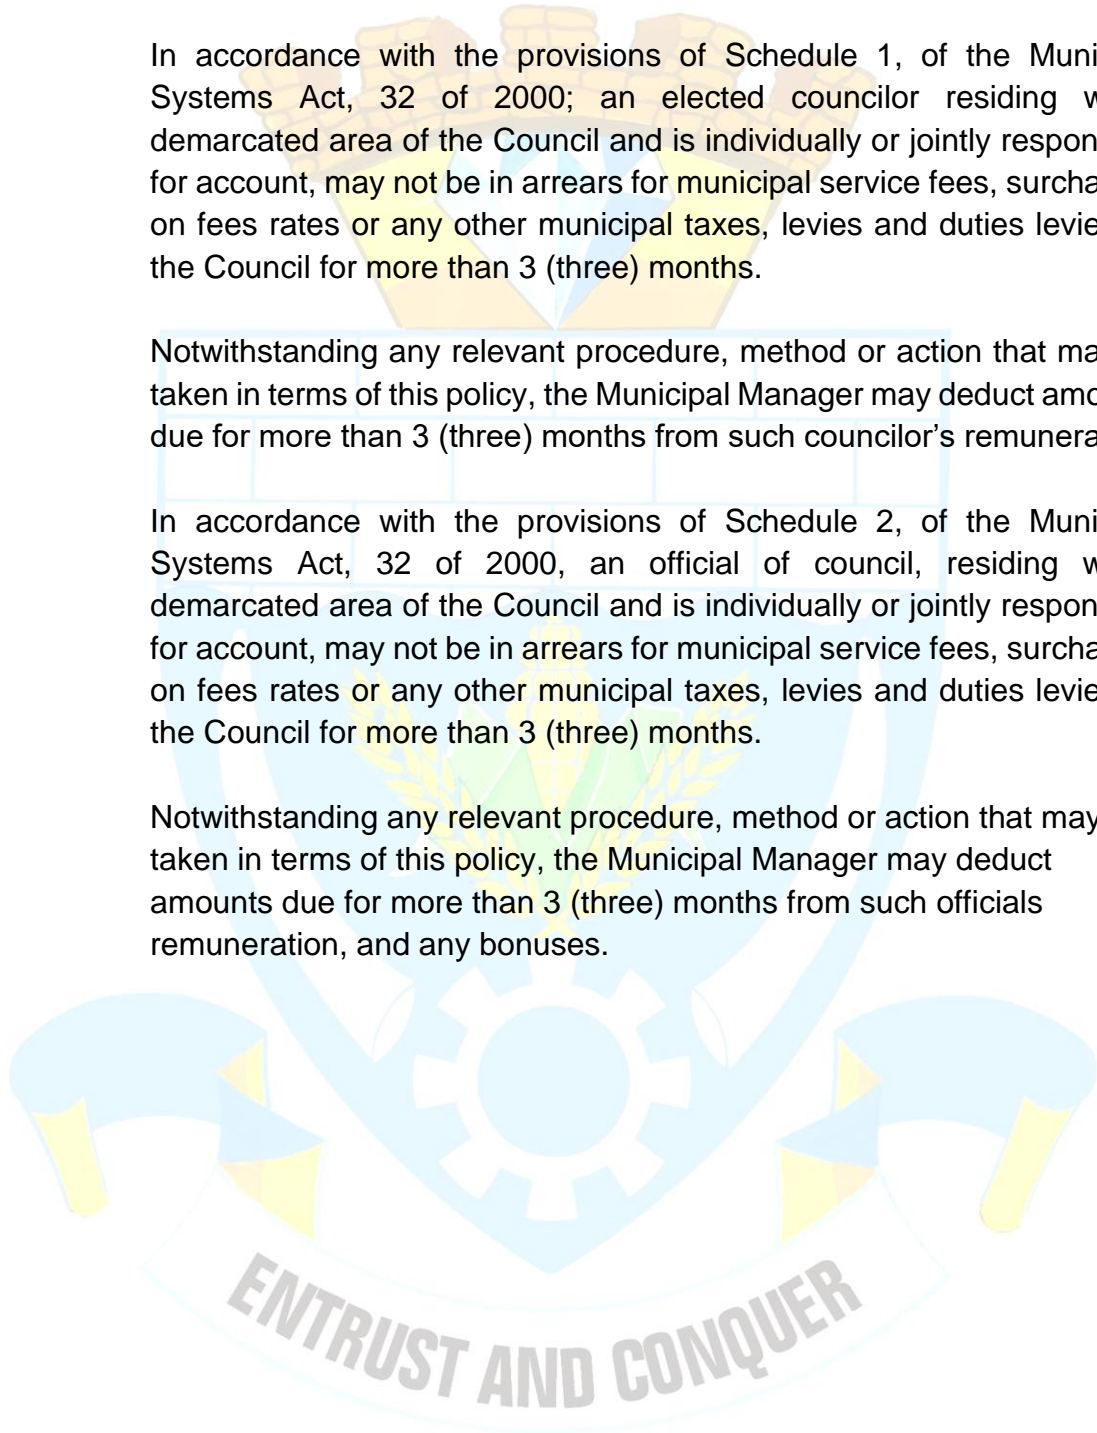 In accordance with the provisions of Schedule 1, of the Muni
Systems Act, 32 of 2000; an elected councilor residing w
demarcated area of the Council and is individually or jointly respon
for account, may not be in arrears for municipal service fees, surcha
on fees rates or any other municipal taxes, levies and duties levie
the Council for more than 3 (three) months.
Notwithstanding any relevant procedure, method or action that ma
taken in terms of this policy, the Municipal Manager may deduct amo
due for more than 3 (three) months from such councilor’s remunera
In accordance with the provisions of Schedule 2, of the Muni
Systems Act, 32 of 2000, an official of council, residing w
demarcated area of the Council and is individually or jointly respon
for account, may not be in arrears for municipal service fees, surcha
on fees rates or any other municipal taxes, levies and duties levie
the Council for more than 3 (three) months.
Notwithstanding any relevant procedure, method or action that may
taken in terms of this policy, the Municipal Manager may deduct
amounts due for more than 3 (three) months from such officials
remuneration, and any bonuses.
ENTRUST AND CONQUER